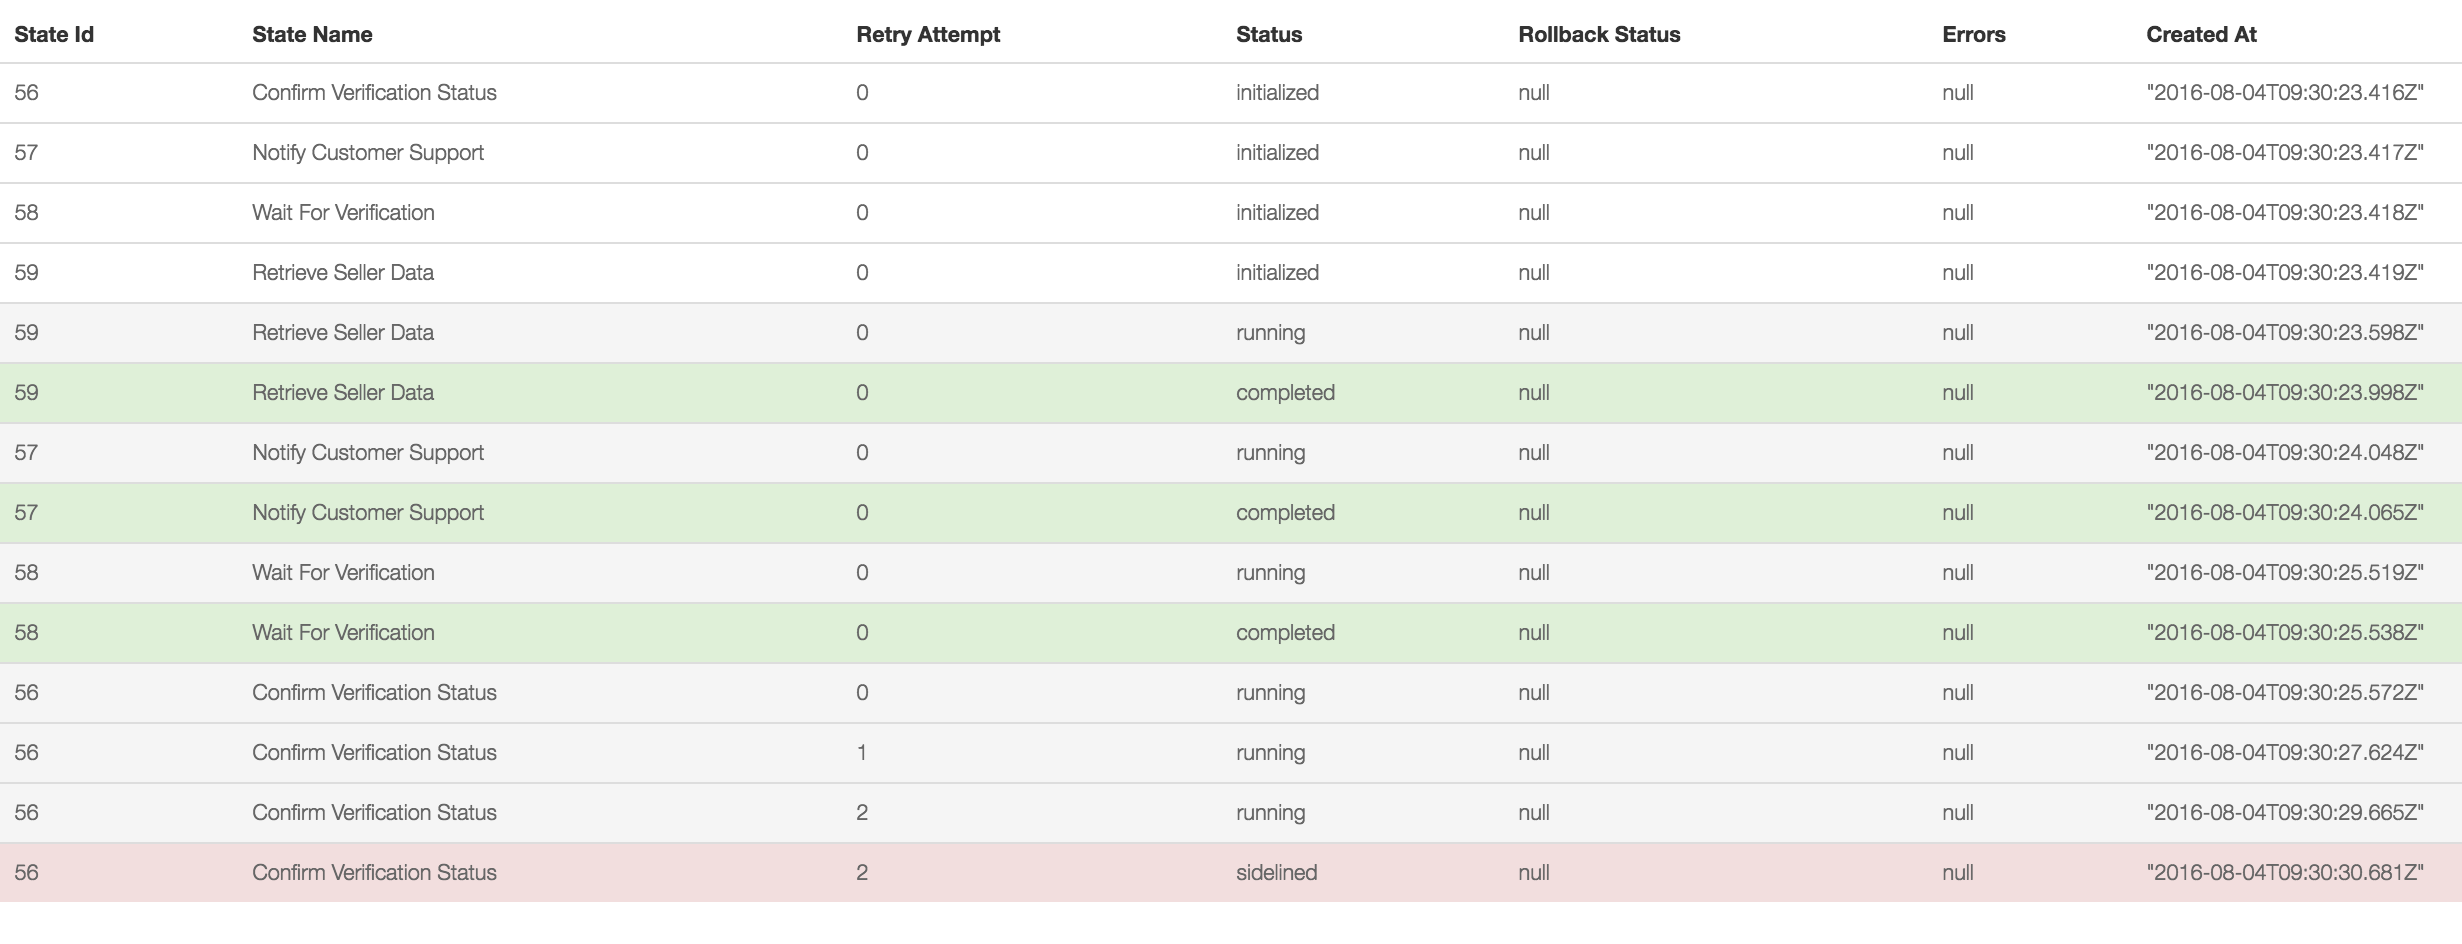 State Id State Name Retry Attempt Status Rollback Status Errors Created At
56 Confirm Verification Status 0 initialized null null "2016-08-04T09:30:23.416Z"
57 Notify Customer Support 0 initialized null null "2016-08-04T09:30:23.417Z"
58 Wait For Verification 0 initialized null null "2016-08-04T09:30:23.418Z"
59 Retrieve Seller Data 0 initialized null null "2016-08-04T09:30:23.419Z"
59 Retrieve Seller Data 0 running null null "2016-08-04T09:30:23.598Z"
59 Retrieve Seller Data 0 completed null null "2016-08-04T09:30:23.998Z"
57 Notify Customer Support 0 running null null "2016-08-04T09:30:24.048Z"
57 Notify Customer Support 0 completed null null "2016-08-04T09:30:24.065Z"
58 Wait For Verification 0 running null null "2016-08-04T09:30:25.519Z"
58 Wait For Verification 0 completed null null "2016-08-04T09:30:25.538Z"
56 Confirm Verification Status 0 running null null "2016-08-04T09:30:25.572Z"
56 Confirm Verification Status 1 running null null "2016-08-04T09:30:27.624Z"
56 Confirm Verification Status 2 running null null "2016-08-04T09:30:29.665Z"
56 Confirm Verification Status 2 sidelined null null "2016-08-04T09:30:30.681Z"